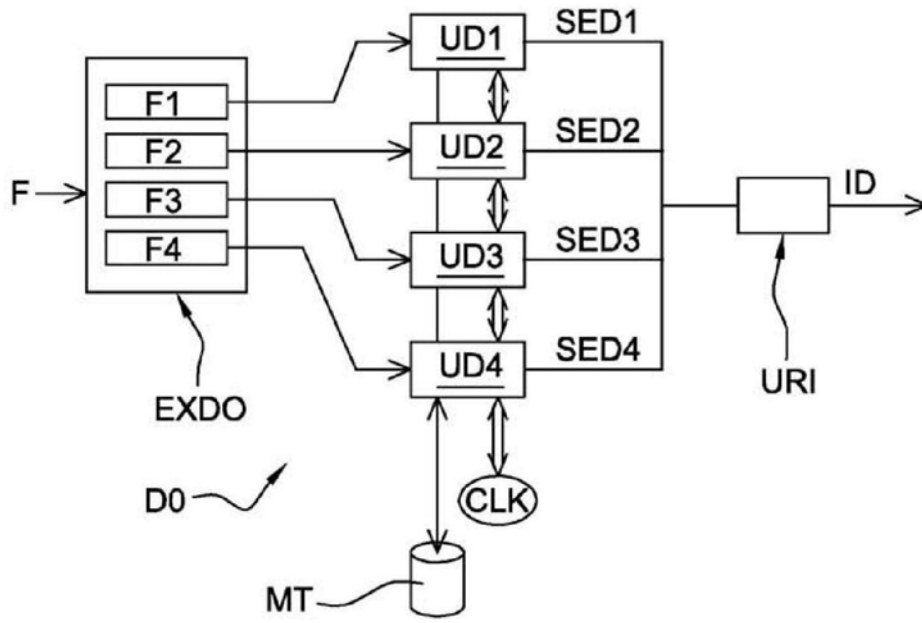 UD1
SED1
F1
F2
UD2
SED2
F
F3
ID
F4
UD3
SED3
UD4
SED4
URI
EXDO
D0
CLK
MT